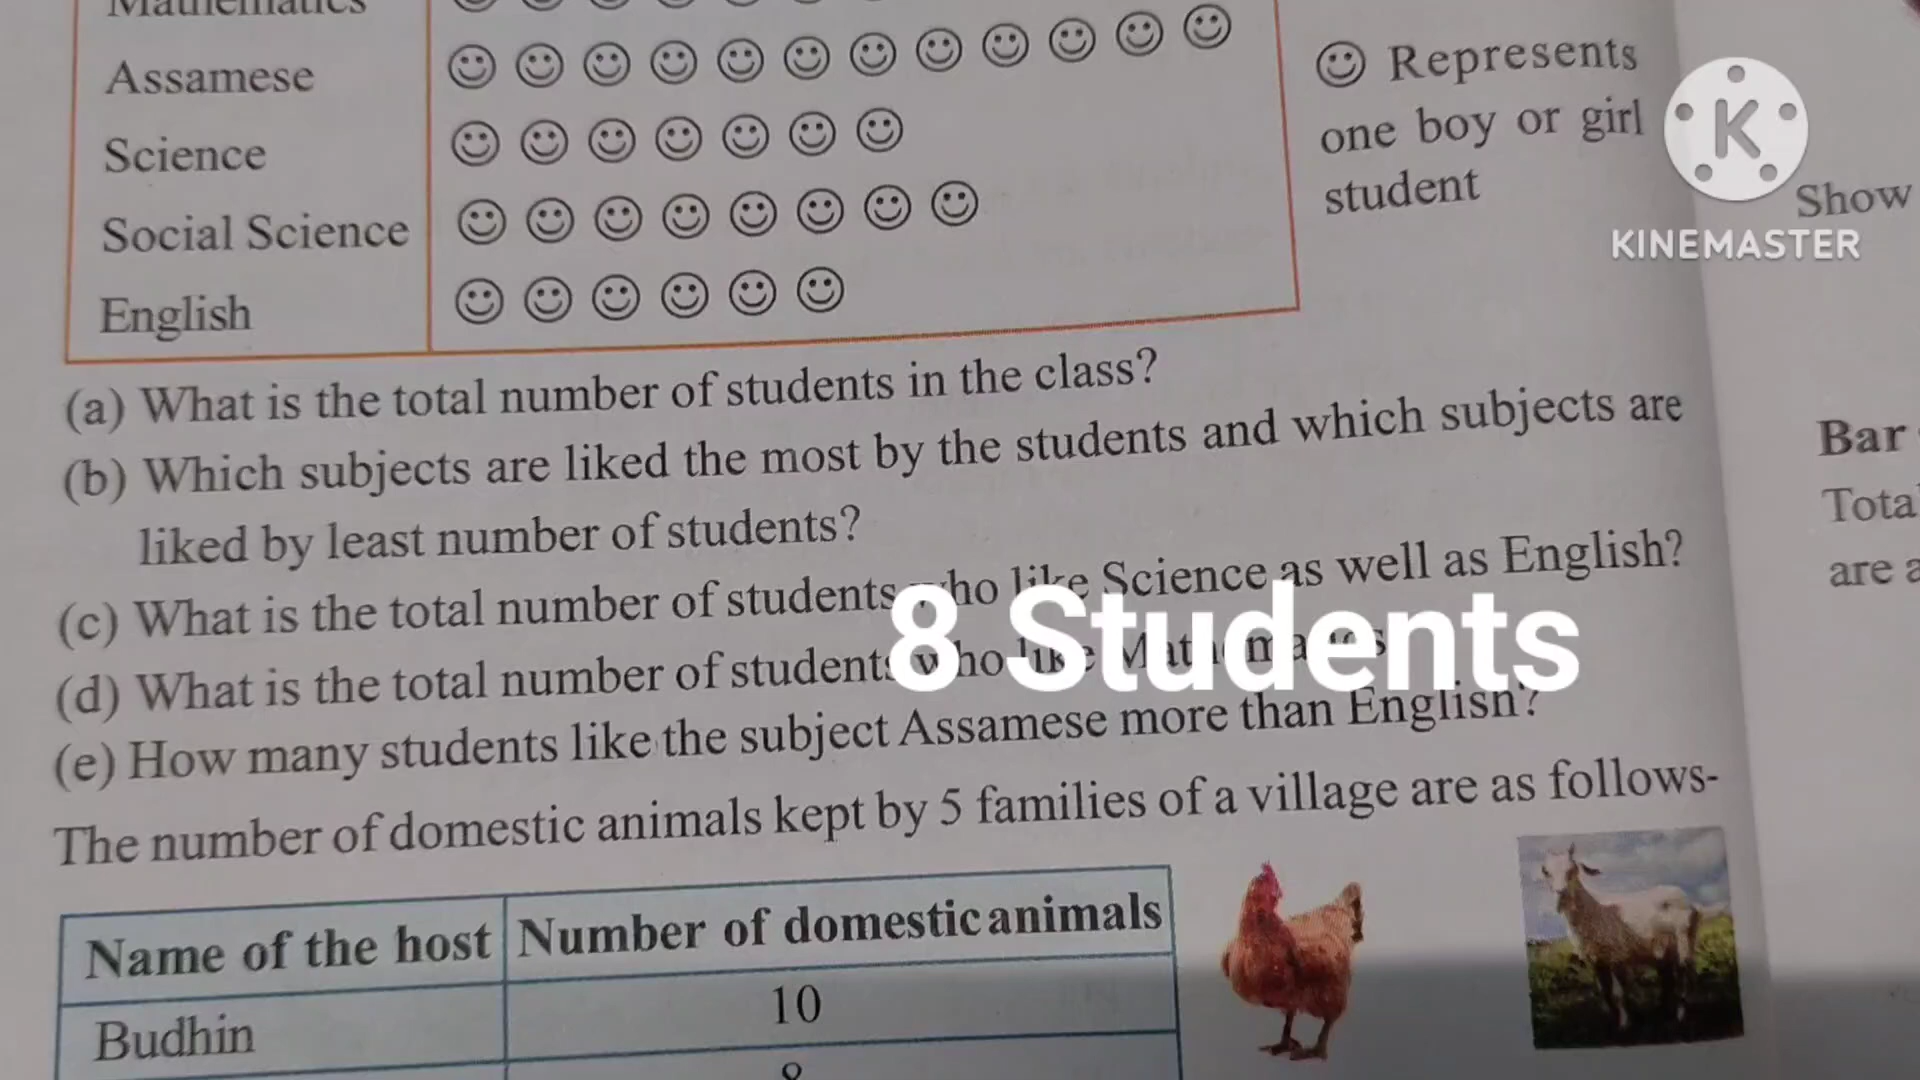 Mathematics
Assamese
Science
Social Science
English
Represents
one boy or girl
student
KINEMASTER
Show
(a) What is the total number of students in the class?
(b) Which subjects are liked the most by the students and which subjects are
liked by least number of students?
(c) What is the total number of students who like Science as well as English?
(d) What is the total number of students who like Mathematics
8 Students
(e) How many students like the subject Assamese more than English?
The number of domestic animals kept by 5 families of a village are as follows-
Name of the host Number of domestic animals
Budhin 10
8
Bar
are